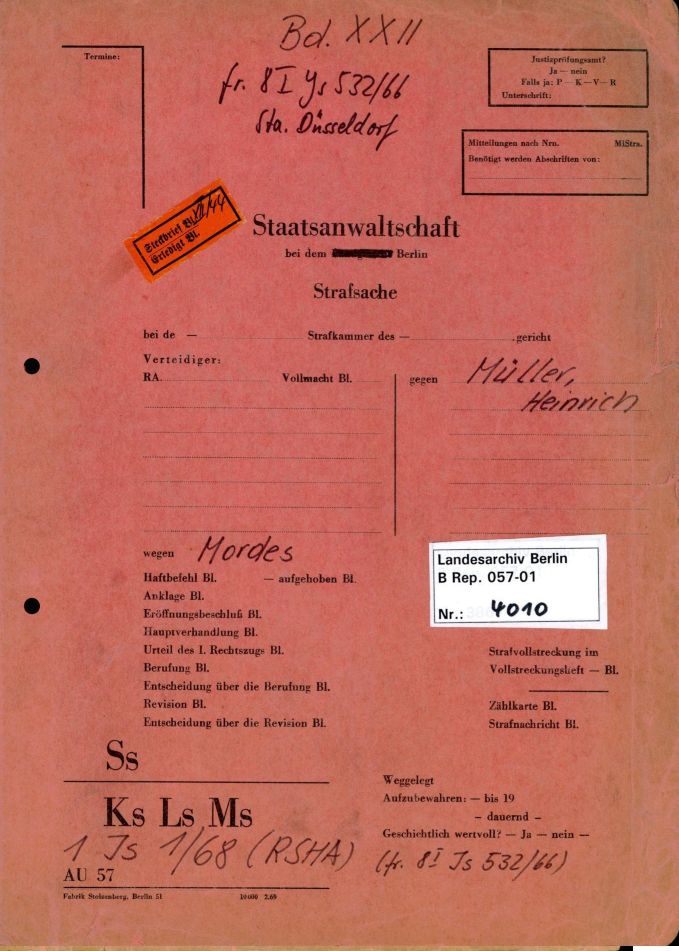 Bd. XXII
fr. 8 I Js 532/66
Sta. Düsseldorf
Termine:
Justizprüfungsamt?
Ja — nein
Falls ja: P — K — V — R
Unterschrift:
Mitteilungen nach Nrn. MiStra.
Benötigt werden Abschriften von:
Steckbrief Bl. /44
Erledigt Bl.
Staatsanwaltschaft
bei dem Berlin
Strafsache
bei de — Strafkammer des — gericht
Verteidiger:
RA. Vollmacht Bl.
gegen Müller,
Heinrich
wegen Mordes
Haftbefehl Bl. — aufgehoben Bl.
Anklage Bl.
Eröffnungsbeschluß Bl.
Hauptverhandlung Bl.
Urteil des I. Rechtszugs Bl.
Berufung Bl.
Entscheidung über die Berufung Bl.
Revision Bl.
Entscheidung über die Revision Bl.
Landesarchiv Berlin
B Rep. 057-01
Nr.: 4010
Strafvollstreckung im
Vollstreckungsheft — Bl.
Zählkarte Bl.
Strafnachricht Bl.
Ss
Ks Ls Ms
1 Js 1/68 (RSHA)
AU 57
Fabrik Stolzenberg, Berlin 51 10000 2.69
Weggelegt
Aufzubewahren: — bis 19
— dauernd —
Geschichtlich wertvoll? — Ja — nein —
(fr. 8 I Js 532/66)